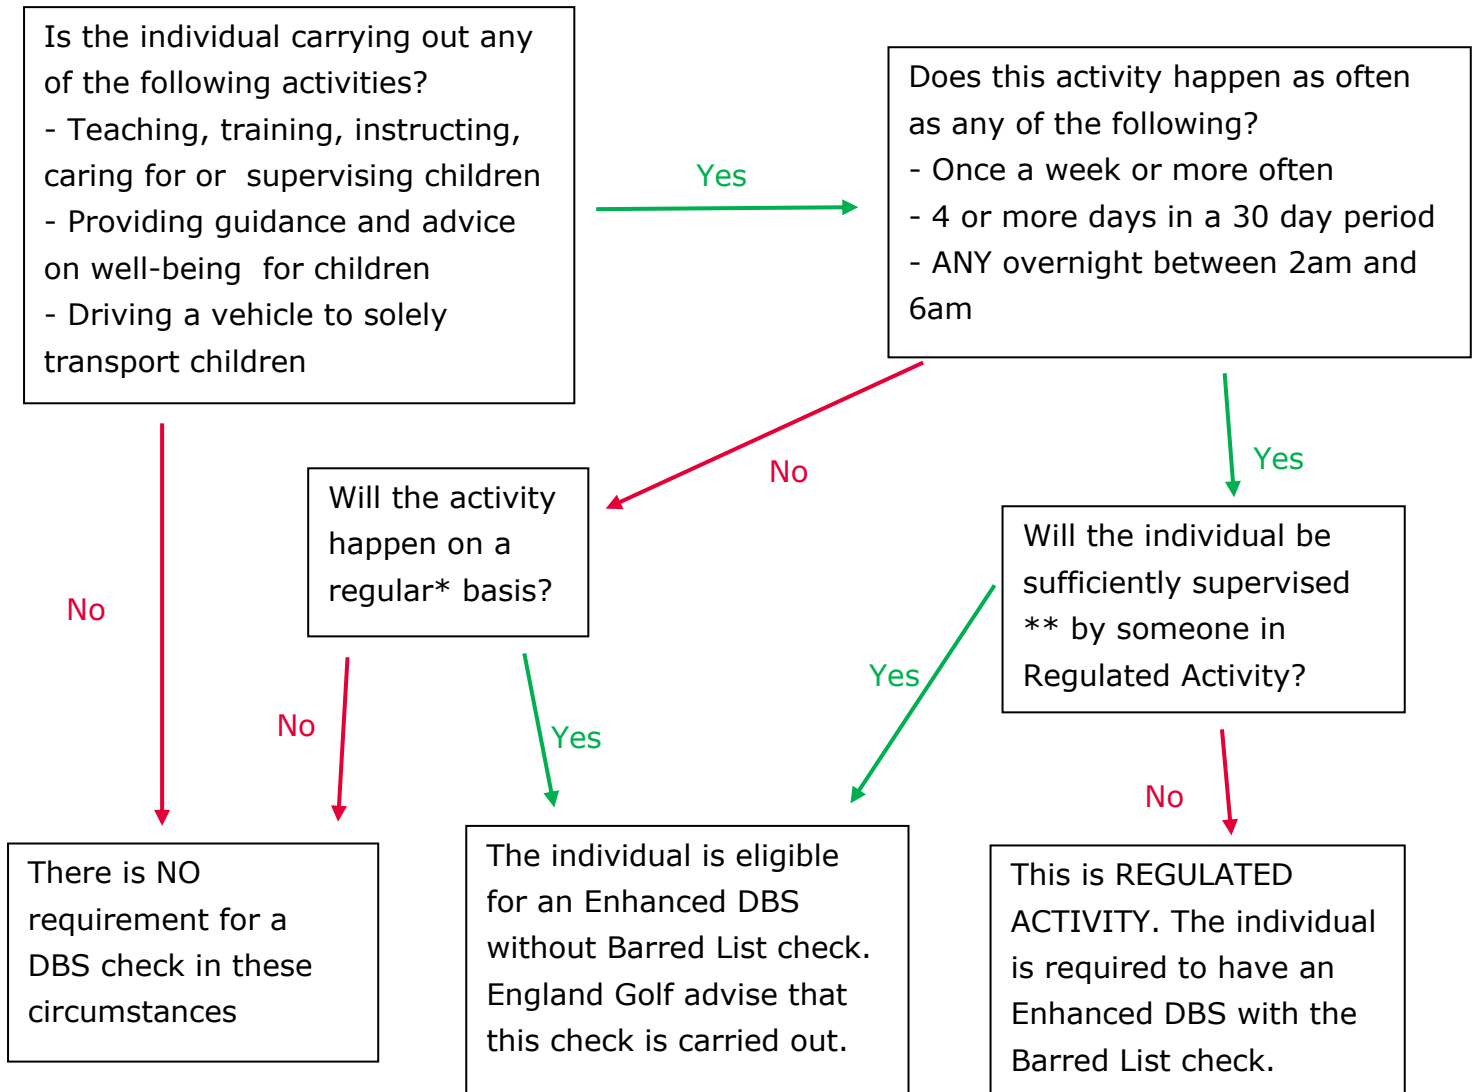 Is the individual carrying out any
of the following activities?
- Teaching, training, instructing,
caring for or supervising children
- Providing guidance and advice
on well-being for children
- Driving a vehicle to solely
transport children
Yes
Does this activity happen as often
as any of the following?
- Once a week or more often
- 4 or more days in a 30 day period
- ANY overnight between 2am and
6am
No
Yes
Will the activity
happen on a
regular* basis?
Will the individual be
sufficiently supervised
** by someone in
Regulated Activity?
No
No
Yes
Yes
No
There is NO
requirement for a
DBS check in these
circumstances
The individual is eligible
for an Enhanced DBS
without Barred List check.
England Golf advise that
this check is carried out.
This is REGULATED
ACTIVITY. The individual
is required to have an
Enhanced DBS with the
Barred List check.